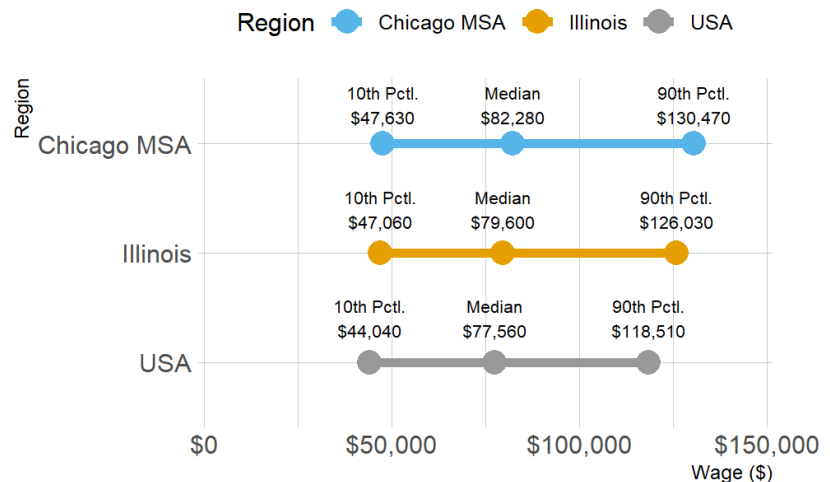 Region Chicago MSA Illinois USA
Region
10th Pctl. Median 90th Pctl.
$47,630 $82,280 $130,470
Chicago MSA
10th Pctl. Median 90th Pctl.
$47,060 $79,600 $126,030
Illinois
10th Pctl. Median 90th Pctl.
$44,040 $77,560 $118,510
USA
$0 $50,000 $100,000 $150,000
Wage ($)